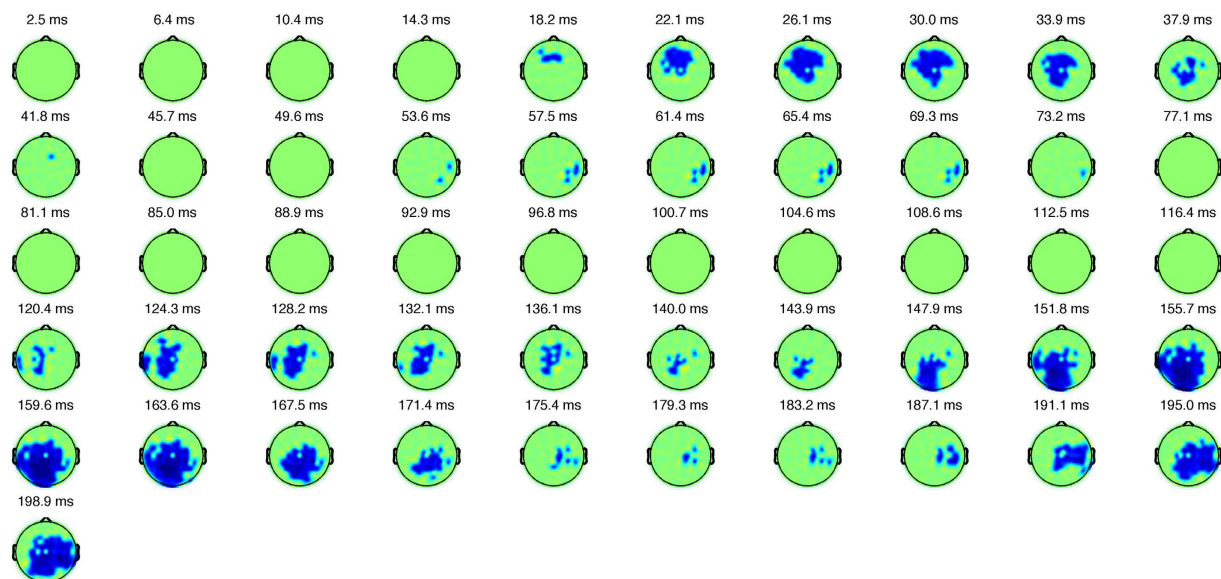 2.5 ms 6.4 ms 10.4 ms 14.3 ms 18.2 ms 22.1 ms 26.1 ms 30.0 ms 33.9 ms 37.9 ms
41.8 ms 45.7 ms 49.6 ms 53.6 ms 57.5 ms 61.4 ms 65.4 ms 69.3 ms 73.2 ms 77.1 ms
81.1 ms 85.0 ms 88.9 ms 92.9 ms 96.8 ms 100.7 ms 104.6 ms 108.6 ms 112.5 ms 116.4 ms
120.4 ms 124.3 ms 128.2 ms 132.1 ms 136.1 ms 140.0 ms 143.9 ms 147.9 ms 151.8 ms 155.7 ms
159.6 ms 163.6 ms 167.5 ms 171.4 ms 175.4 ms 179.3 ms 183.2 ms 187.1 ms 191.1 ms 195.0 ms
198.9 ms